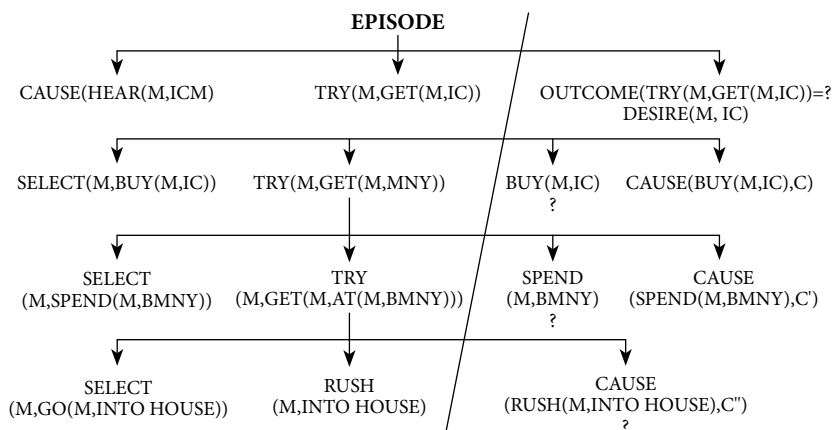 EPISODE
CAUSE(HEAR(M,ICM)
TRY(M,GET(M,IC))
OUTCOME(TRY(M,GET(M,IC))=?
DESIRE(M, IC)
SELECT(M,BUY(M,IC))
TRY(M,GET(M,MNY))
BUY(M,IC)
?
CAUSE(BUY(M,IC),C)
SELECT
(M,SPEND(M,BMNY))
TRY
(M,GET(M,AT(M,BMNY)))
SPEND
(M,BMNY)
?
CAUSE
(SPEND(M,BMNY),C')
SELECT
(M,GO(M,INTO HOUSE))
RUSH
(M,INTO HOUSE)
CAUSE
(RUSH(M,INTO HOUSE),C")
?